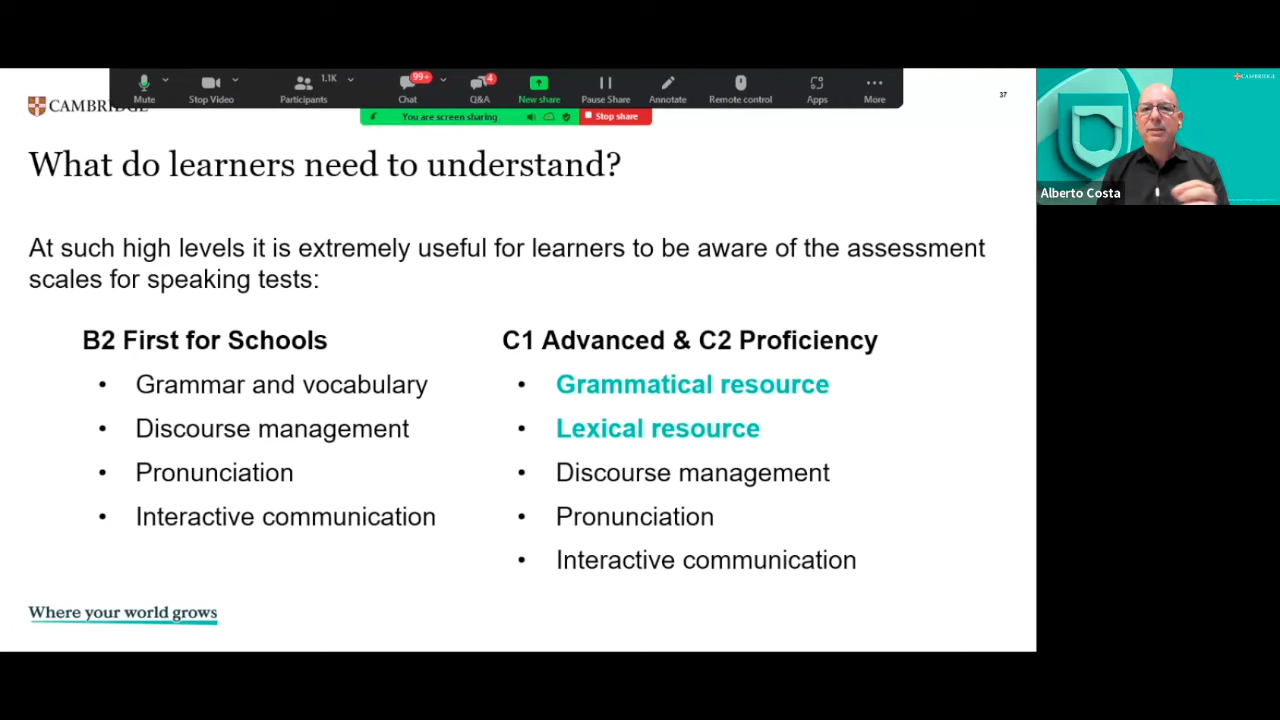 Mute
Stop Video
Participants
1.1K
Chat
99+
Q&A
4
New share
Pause Share
Annotate
Remote control
Apps
More
You are screen sharing
Stop share
CAMBRIDGE
37
CAMBRIDGE
Alberto Costa
What do learners need to understand?
At such high levels it is extremely useful for learners to be aware of the assessment
scales for speaking tests:
B2 First for Schools
• Grammar and vocabulary
• Discourse management
• Pronunciation
• Interactive communication
C1 Advanced & C2 Proficiency
• Grammatical resource
• Lexical resource
• Discourse management
• Pronunciation
• Interactive communication
Where your world grows